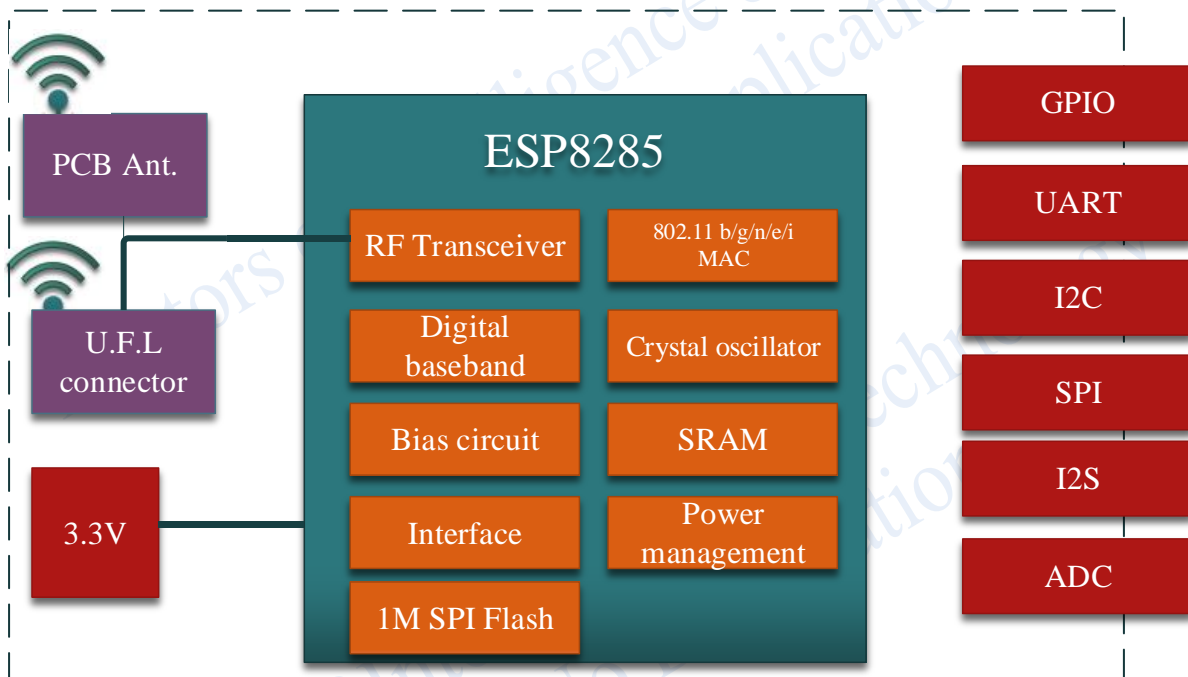 PCB Ant.
U.F.L
connector
3.3V
ESP8285
RF Transceiver
802.11 b/g/n/e/i
MAC
Digital
baseband
Crystal oscillator
Bias circuit
SRAM
Interface
Power
management
1M SPI Flash
GPIO
UART
I2C
SPI
I2S
ADC